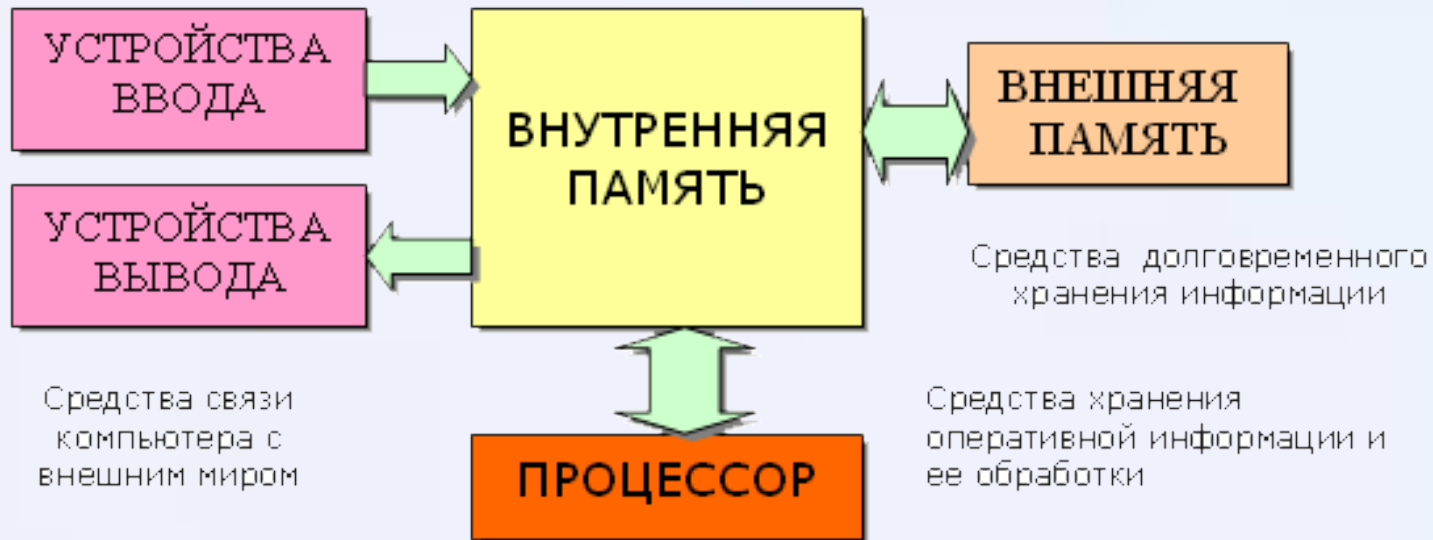 УСТРОЙСТВА
ВВОДА
УСТРОЙСТВА
ВЫВОДА
Средства связи
компьютера с
внешним миром
ВНУТРЕННЯЯ
ПАМЯТЬ
ПРОЦЕССОР
ВНЕШНЯЯ
ПАМЯТЬ
Средства долговременного
хранения информации
Средства хранения
оперативной информации и
ее обработки